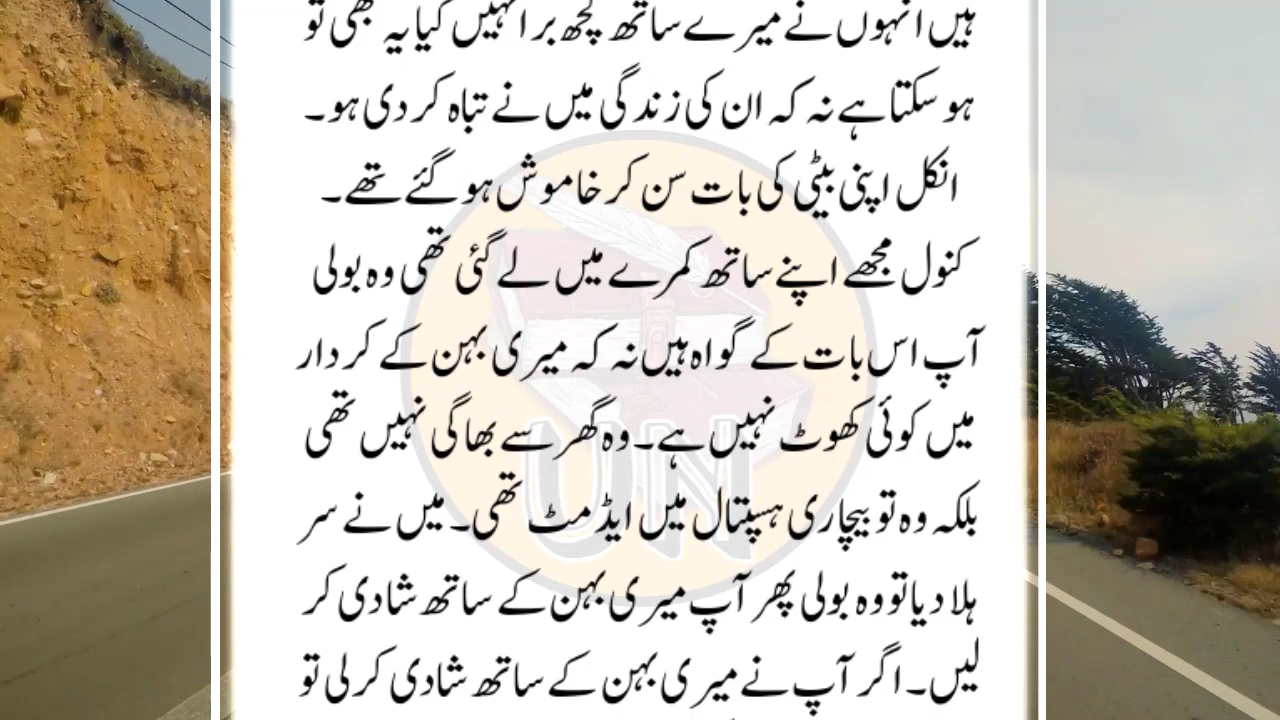 ہیں انہوں نے میرے ساتھ کچھ برا نہیں کیا یہ بھی تو
ہو سکتا ہے نہ کہ ان کی زندگی میں نے تباہ کر دی ہو۔
انکل اپنی بیٹی کی بات سن کر خاموش ہو گئے تھے۔
کنول مجھے اپنے ساتھ کمرے میں لے گئی تھی وہ بولی
آپ اس بات کے گواہ ہیں نہ کہ میری بہن کے کردار
میں کوئی کھوٹ نہیں ہے۔ وہ گھر سے بھاگی نہیں تھی
بلکہ وہ تو بیچاری ہسپتال میں ایڈمٹ تھی۔ میں نے سر
ہلا دیا تو وہ بولی پھر آپ میری بہن کے ساتھ شادی کر
لیں۔ اگر آپ نے میری بہن کے ساتھ شادی کر لی تو
UN